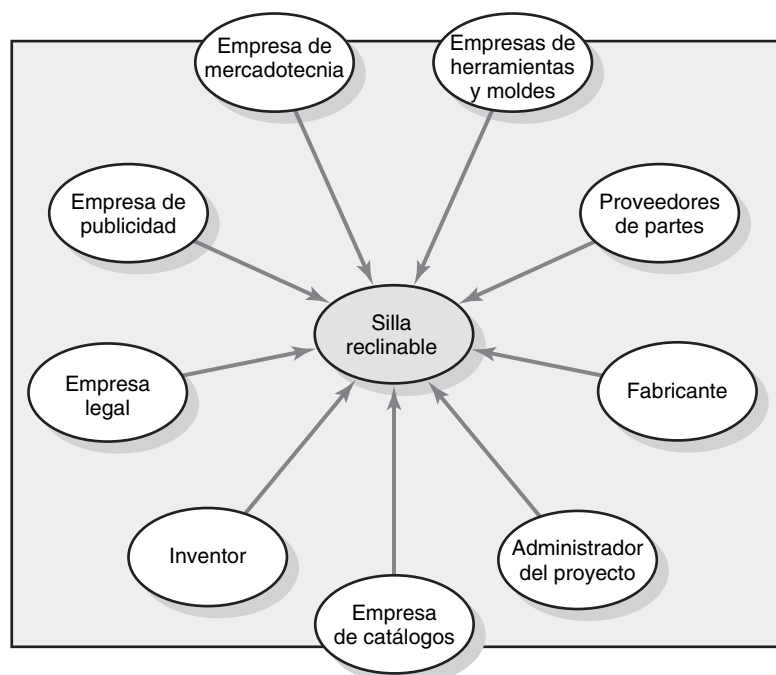 Empresa de
mercadotecnia
Empresas de
herramientas
y moldes
Empresa de
publicidad
Proveedores
de partes
Silla
reclinable
Empresa
legal
Fabricante
Inventor
Administrador
del proyecto
Empresa
de catálogos